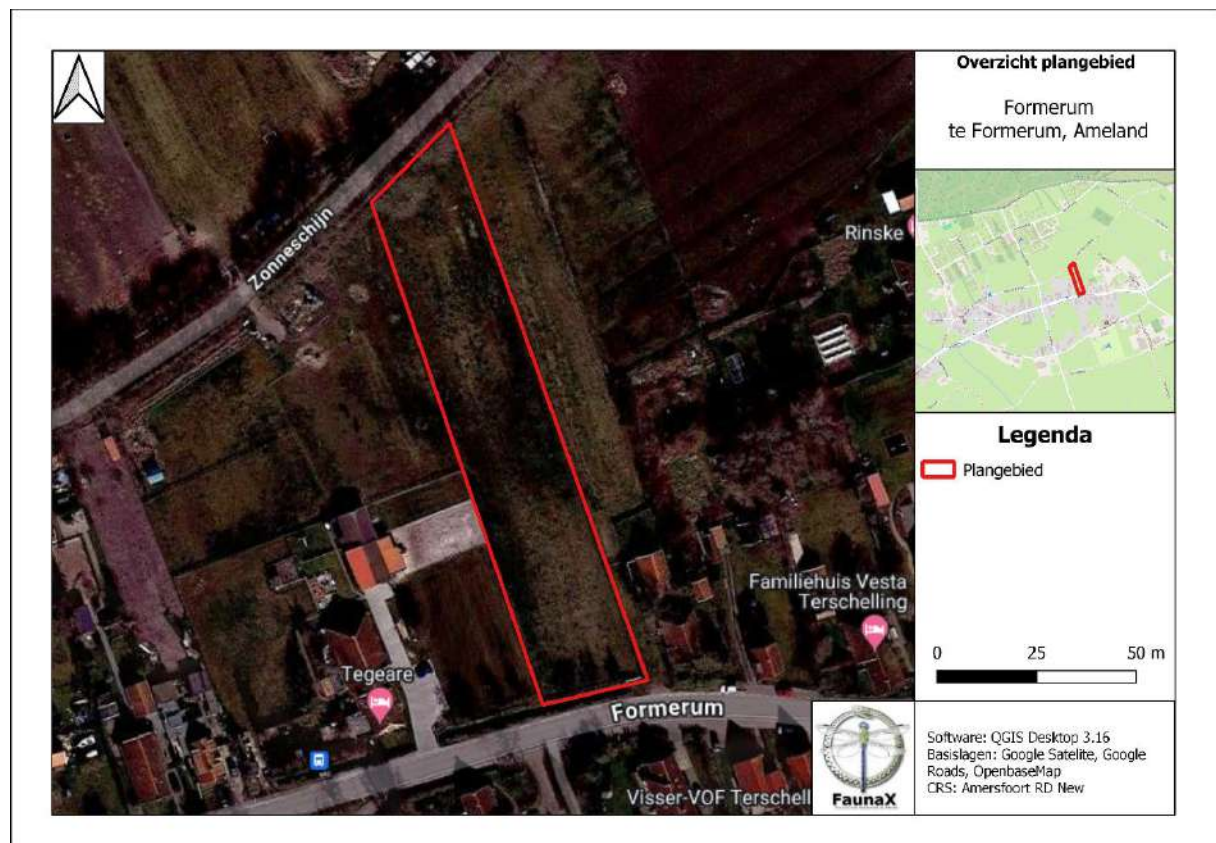 Overzicht plangebied
Formerum
te Formerum, Ameland
Zonneschijn
Rinske
Familiehuis Vesta
Terschelling
Tegeare
Formerum
Visser-VOF Terschell
Legenda
Plangebied
0 25 50 m
FaunaX
Software: QGIS Desktop 3.16
Basislagen: Google Satelite, Google
Roads, OpenbaseMap
CRS: Amersfoort RD New